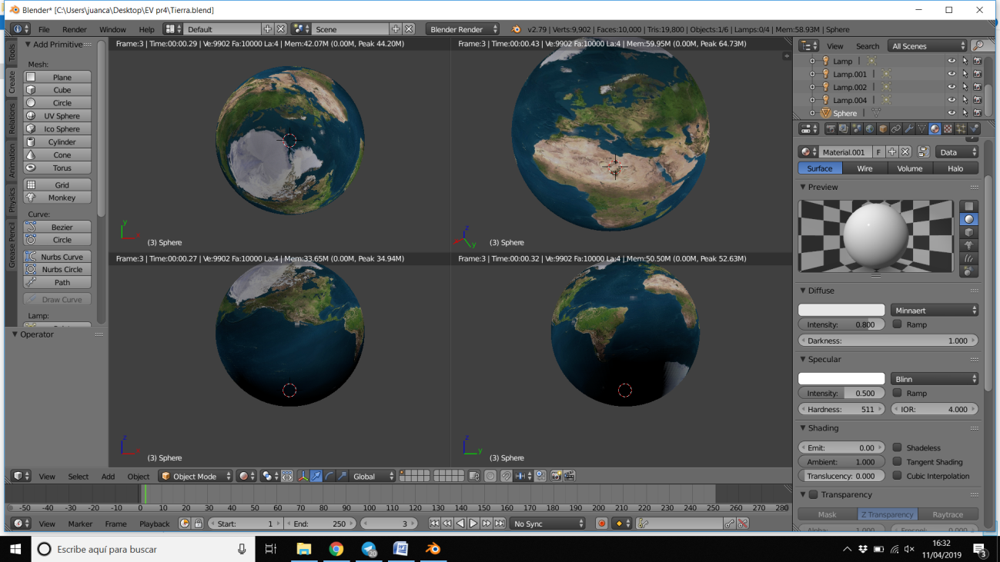 Blender* [C:\Users\juanca\Desktop\EV pr4\Tierra.blend]
File Render Window Help Default Scene Blender Render v2.79 | Verts:9,902 | Faces:10,000 | Tris:19,800 | Objects:1/6 | Lamps:0/4 | Mem:58.93M | Sphere
Tools
Create
Relations
Animation
Physics
Grease Pencil
Add Primitive
Mesh:
Plane
Cube
Circle
UV Sphere
Ico Sphere
Cylinder
Cone
Torus
Grid
Monkey
Curve:
Bezier
Circle
Nurbs Curve
Nurbs Circle
Path
Draw Curve
Lamp:
Operator
Frame:3 | Time:00:00.29 | Ve:9902 Fa:10000 La:4 | Mem:42.07M (0.00M, Peak 44.20M)
y
(3) Sphere
Frame:3 | Time:00:00.43 | Ve:9902 Fa:10000 La:4 | Mem:59.95M (0.00M, Peak 64.73M)
z
y
(3) Sphere
Frame:3 | Time:00:00.27 | Ve:9902 Fa:10000 La:4 | Mem:33.65M (0.00M, Peak 34.94M)
z
(3) Sphere
Frame:3 | Time:00:00.32 | Ve:9902 Fa:10000 La:4 | Mem:50.50M (0.00M, Peak 52.63M)
z
y
(3) Sphere
View Select Add Object Object Mode Global
-50 -40 -30 -20 -10 0 10 20 30 40 50 60 70 80 90 100 110 120 130 140 150 160 170 180 190 200 210 220 230 240 250 260 270 280
View Marker Frame Playback Start: 1 End: 250 3 No Sync
View Search All Scenes
Lamp
Lamp.001
Lamp.002
Lamp.004
Sphere
Material.001 F Data
Surface Wire Volume Halo
Preview
Diffuse
Minnaert
Intensity: 0.800 Ramp
Darkness: 1.000
Specular
Blinn
Intensity: 0.500 Ramp
Hardness: 511 IOR: 4.000
Shading
Emit: 0.00 Shadeless
Ambient: 1.000 Tangent Shading
Translucency: 0.000 Cubic Interpolation
Transparency
Mask Z Transparency Raytrace
Alpha: 1.000 Fresnel: 0.000
Escribe aquí para buscar
20
16:32
11/04/2019
3